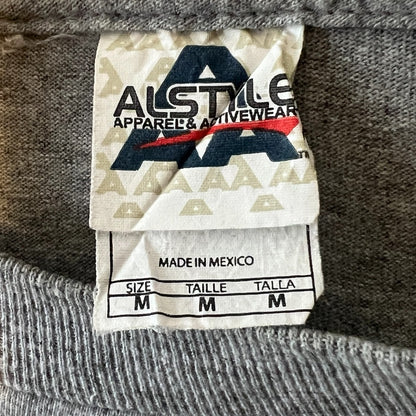 ALSTYLE
APPAREL & ACTIVEWEAR
AAA
MADE IN MEXICO
SIZE TAILLE TALLA
M M M